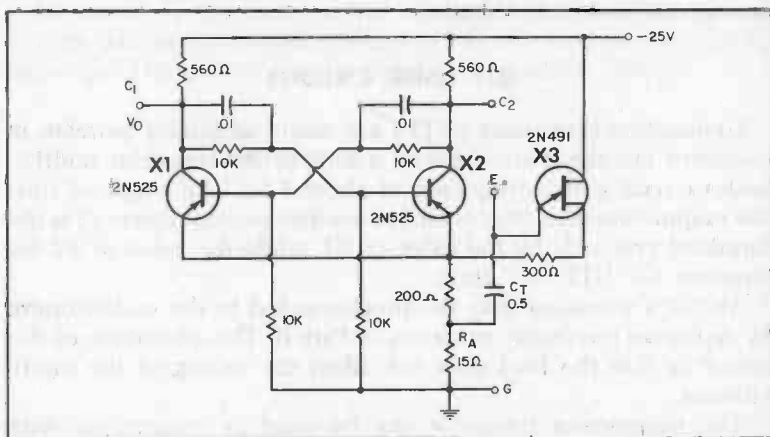 -25V
560Ω
560Ω
C1
.01
.01
C2
VO
2N491
10K
10K
X1
X2
E
X3
2N525
2N525
300Ω
200Ω
CT
0.5
10K
10K
RA
15Ω
G